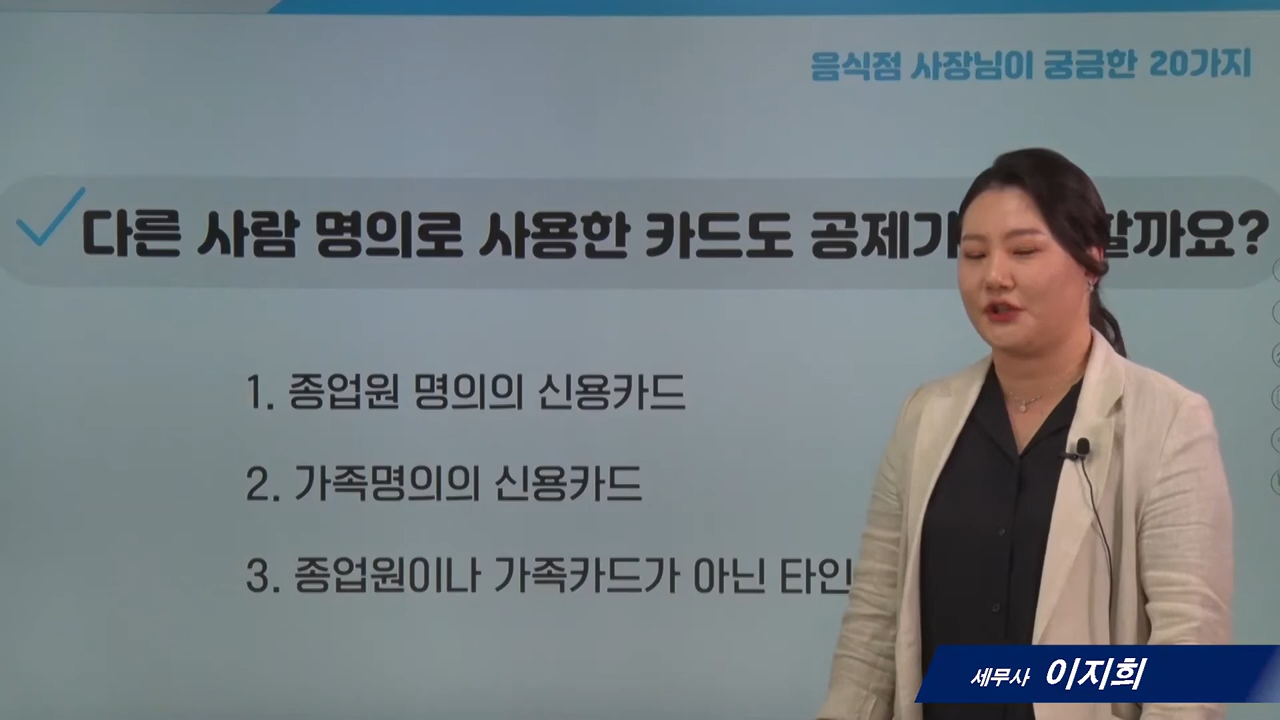 음식점 사장님이 궁금한 20가지
다른 사람 명의로 사용한 카드도 할까요?
1. 종업원 명의의 신용카드
2. 가족명의의 신용카드
3. 종업원이나 가족카드가 아닌 타인
세무사 이지희